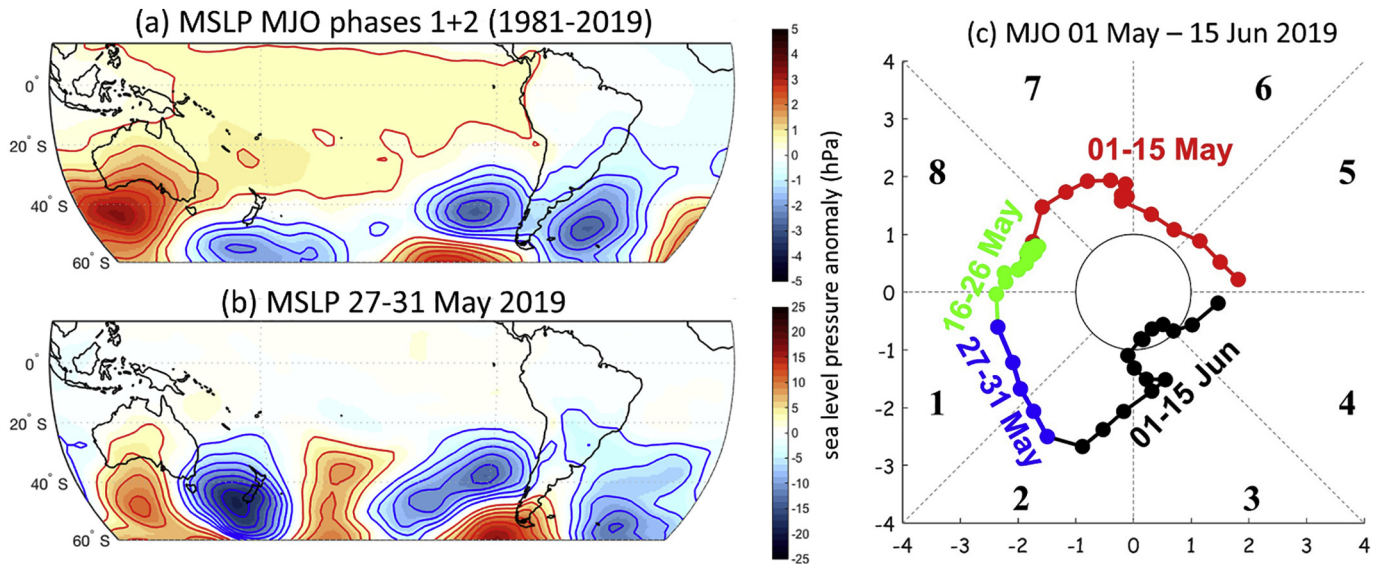 (a) MSLP MJO phases 1+2 (1981-2019)
0°
20° S
40° S
60° S
5
4
3
2
1
0
-1
-2
-3
-4
-5
(b) MSLP 27-31 May 2019
0°
20° S
40° S
60° S
25
20
15
10
5
0
-5
-10
-15
-20
-25
sea level pressure anomaly (hPa)
(c) MJO 01 May – 15 Jun 2019
4
3
2
1
0
-1
-2
-3
-4
-4 -3 -2 -1 0 1 2 3 4
7 6
8 5
1 4
2 3
01-15 May
16-26 May
27-31 May
01-15 Jun